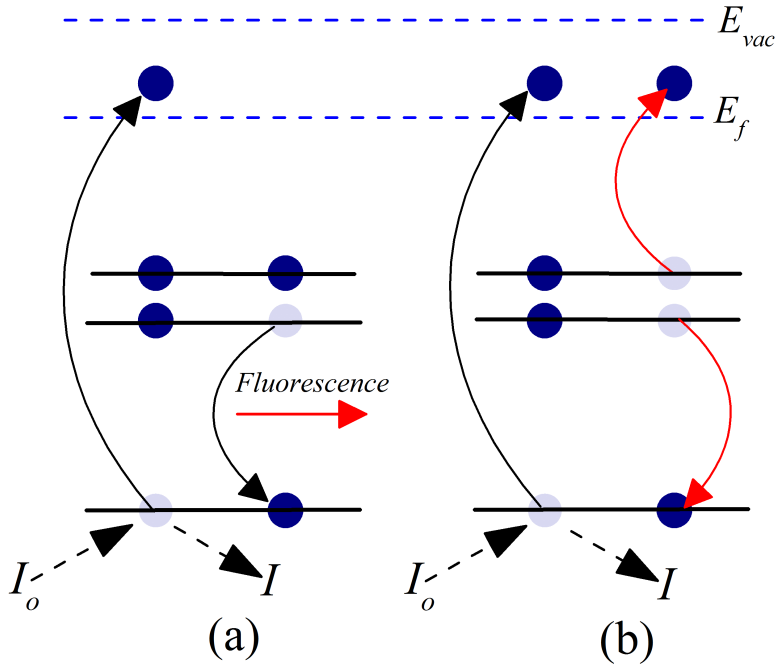 E_vac
E_f
Fluorescence
I_o I I_o I
(a) (b)